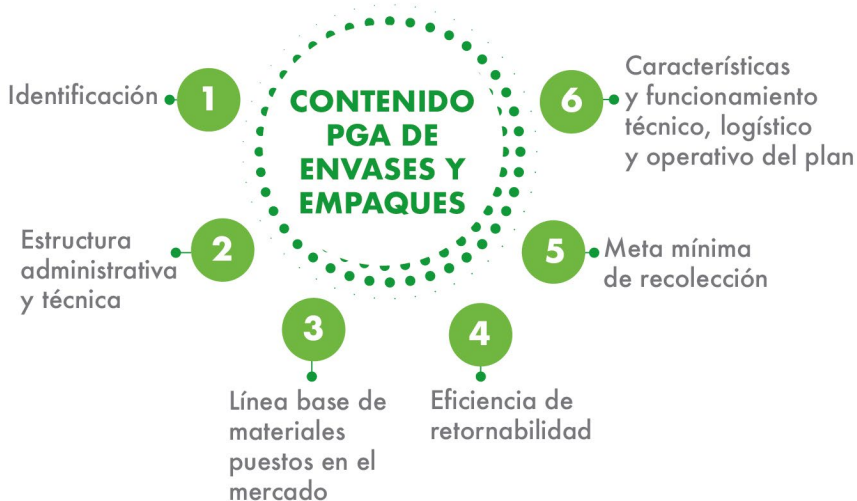 CONTENIDO
PGA DE
ENVASES Y
EMPAQUES
1
Identificación
2
Estructura
administrativa
y técnica
3
Línea base de
materiales
puestos en el
mercado
4
Eficiencia de
retornabilidad
5
Meta mínima
de recolección
6
Características
y funcionamiento
técnico, logístico
y operativo del plan